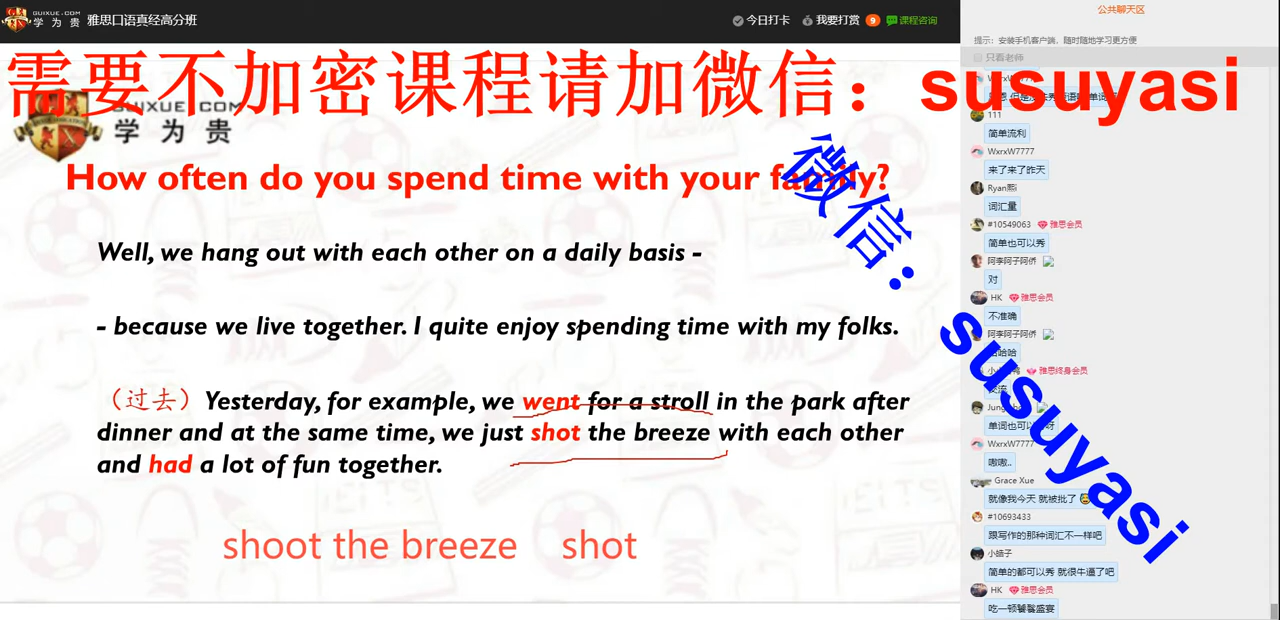 GUIXUE.COM
学为贵
雅思口语真经高分班
今日打卡
我要打赏
9
课程咨询
公共聊天区
提示：安装手机客户端，随时随地学习更方便
只看老师
需要不加密课程请加微信：susuyasi
GUIXUE.COM
学为贵
How often do you spend time with your family?
微信：susuyasi
Well, we hang out with each other on a daily basis -
- because we live together. I quite enjoy spending time with my folks.
（过去）Yesterday, for example, we went for a stroll in the park after
dinner and at the same time, we just shot the breeze with each other
and had a lot of fun together.
shoot the breeze shot
111
简单流利
WxrxW7777
来了来了昨天
Ryan熙i
词汇量
#10549063 雅思会员
简单也可以秀
阿李阿子阿侨
对
HK 雅思会员
不准确
阿李阿子阿侨
哈哈
雅思终身会员
单词也可以
WxrxW7777
嗷嗷..
Grace Xue
就像我今天 就被批了
#10693433
跟写作的那种词汇不一样吧
小皓子
简单的都可以秀 就很牛逼了吧
HK 雅思会员
吃一顿饕餮盛宴